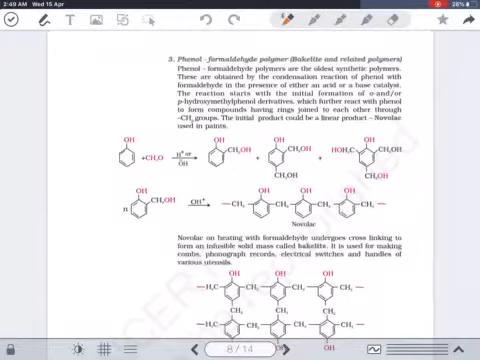 2:49 AM Wed 15 Apr
26%
3. Phenol - formaldehyde polymer (Bakelite and related polymers)
Phenol - formaldehyde polymers are the oldest synthetic polymers.
These are obtained by the condensation reaction of phenol with
formaldehyde in the presence of either an acid or a base catalyst.
The reaction starts with the initial formation of o-and/or
p-hydroxymethylphenol derivatives, which further react with phenol
to form compounds having rings joined to each other through
–CH₂ groups. The initial product could be a linear product – Novolac
used in paints.
OH OH OH OH
+CH₂O H⁺ or CH₂OH + CH₂OH + HOH₂C CH₂OH
OH
CH₂OH CH₂OH
OH OH OH OH
n CH₂OH OH⁺ —CH₂ CH₂ CH₂ CH₂ —
Novolac
Novolac on heating with formaldehyde undergoes cross linking to
form an infusible solid mass called bakelite. It is used for making
combs, phonograph records, electrical switches and handles of
various utensils.
OH OH OH
—H₂C CH₂ CH₂ CH₂ —
CH₂ CH₂ CH₂
—H₂C CH₂ CH₂ CH₂ —
OH OH
8 / 14